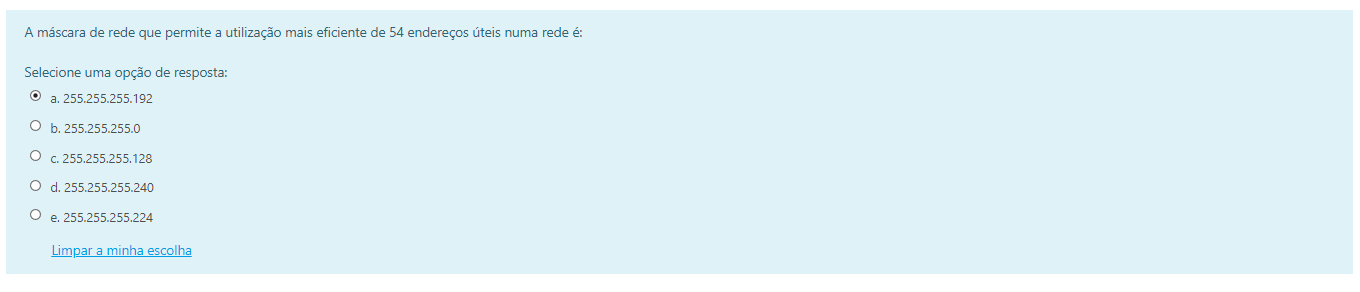 A máscara de rede que permite a utilização mais eficiente de 54 endereços úteis numa rede é:
Selecione uma opção de resposta:
a. 255.255.255.192
b. 255.255.255.0
c. 255.255.255.128
d. 255.255.255.240
e. 255.255.255.224
Limpar a minha escolha